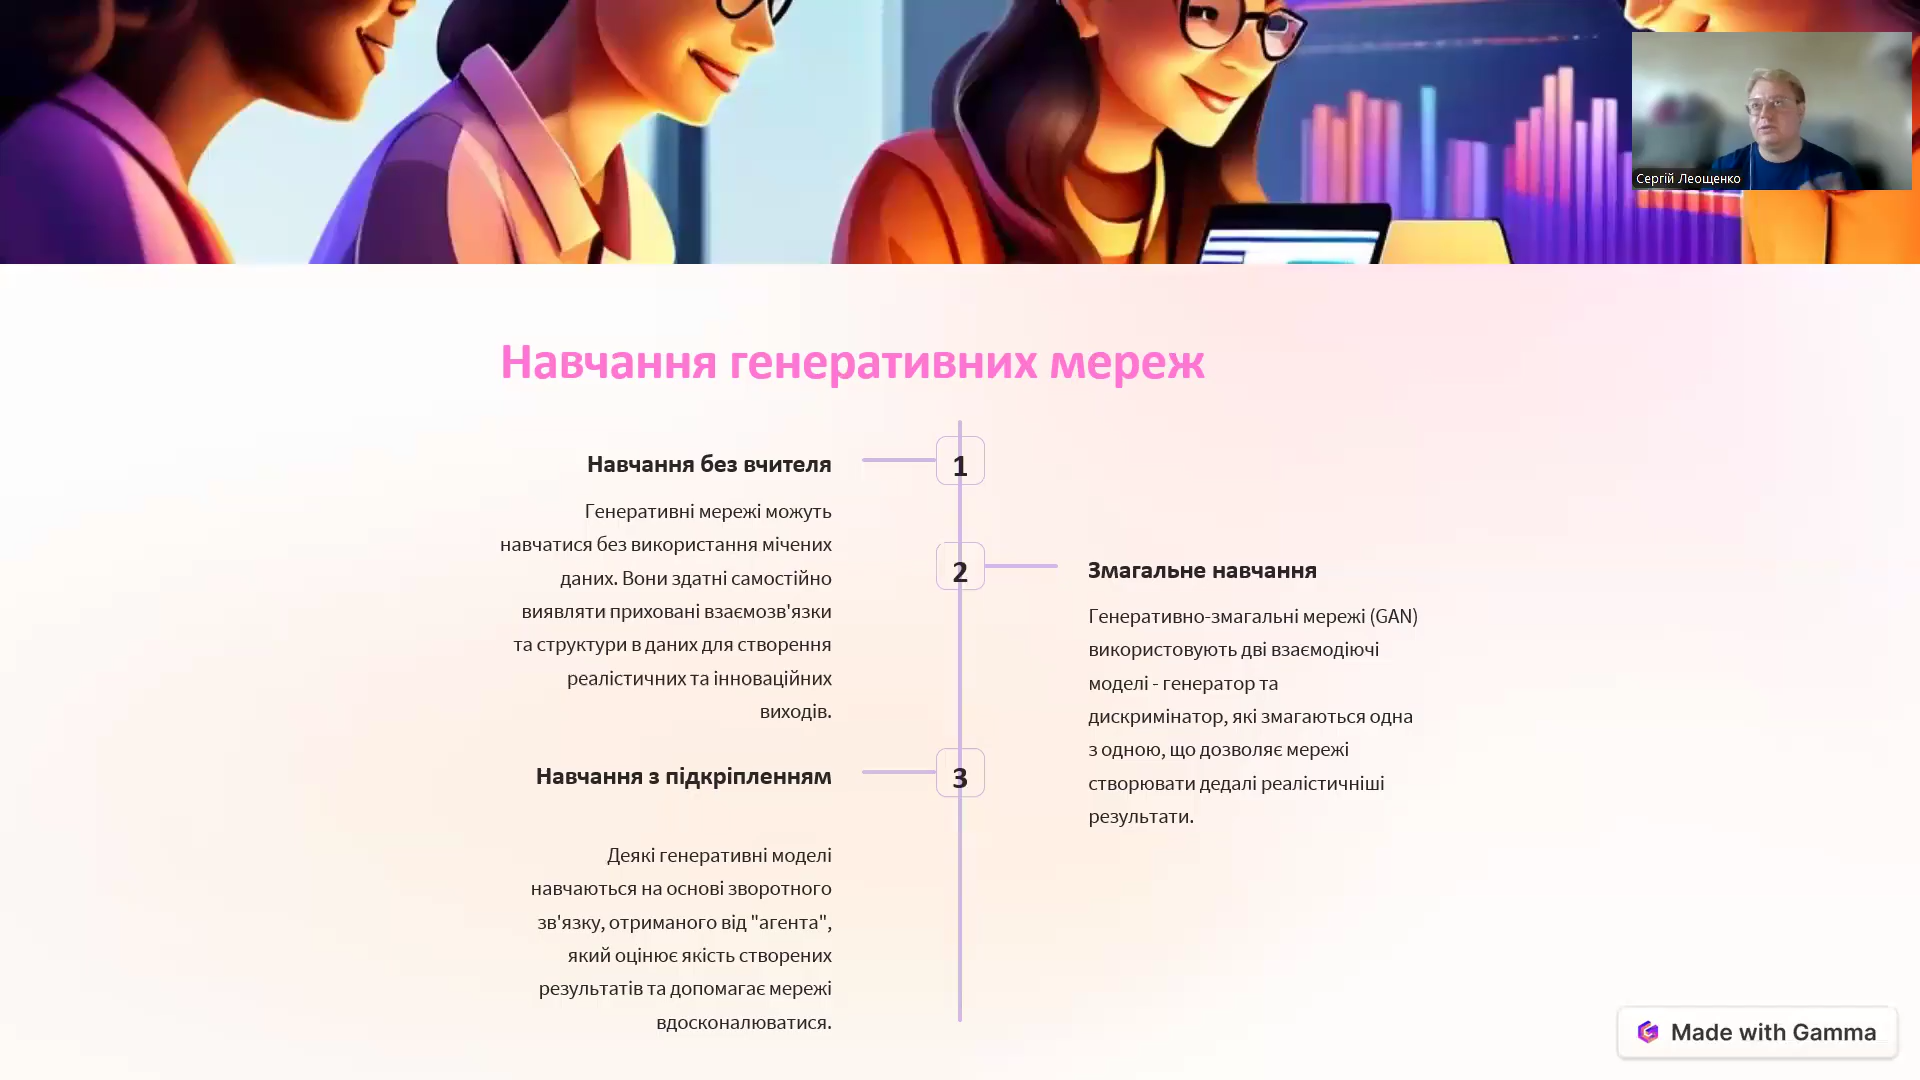 Сергій Леощенко
Навчання генеративних мереж
1
Навчання без вчителя
Генеративні мережі можуть
навчатися без використання мічених
даних. Вони здатні самостійно
виявляти приховані взаємозв'язки
та структури в даних для створення
реалістичних та інноваційних
виходів.
2
Змагальне навчання
Генеративно-змагальні мережі (GAN)
використовують дві взаємодіючі
моделі - генератор та
дискримінатор, які змагаються одна
з одною, що дозволяє мережі
створювати дедалі реалістичніші
результати.
3
Навчання з підкріпленням
Деякі генеративні моделі
навчаються на основі зворотного
зв'язку, отриманого від "агента",
який оцінює якість створених
результатів та допомагає мережі
вдосконалюватися.
Made with Gamma